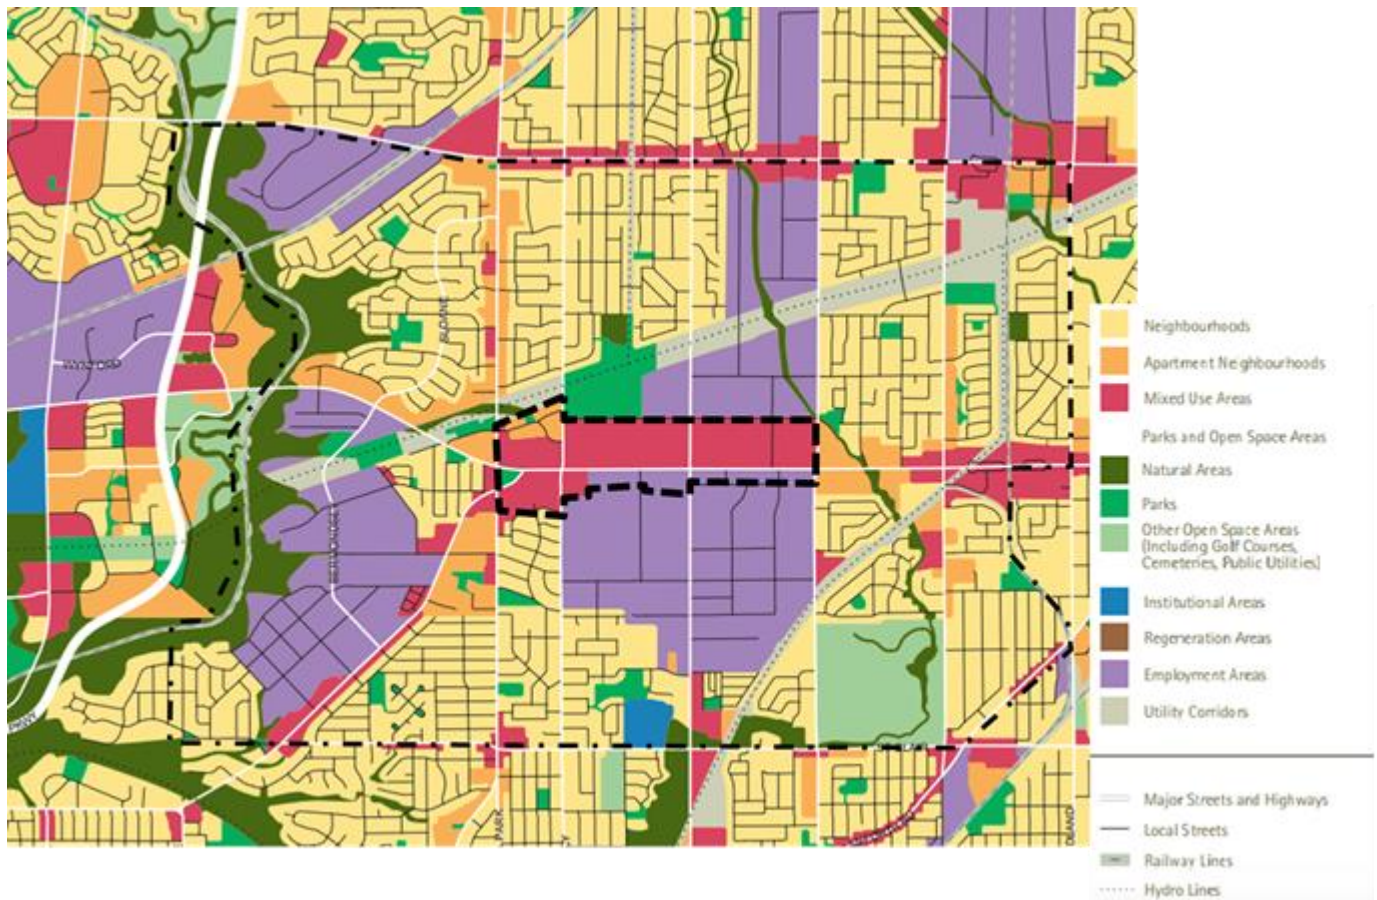 SLOANE
Neighbourhoods
Apartment Neighbourhoods
Mixed Use Areas
Parks and Open Space Areas
Natural Areas
Parks
Other Open Space Areas
(Including Golf Courses,
Cemeteries, Public Utilities)
Institutional Areas
Regeneration Areas
Employment Areas
Utility Corridors
Major Streets and Highways
Local Streets
Railway Lines
Hydro Lines
PARK